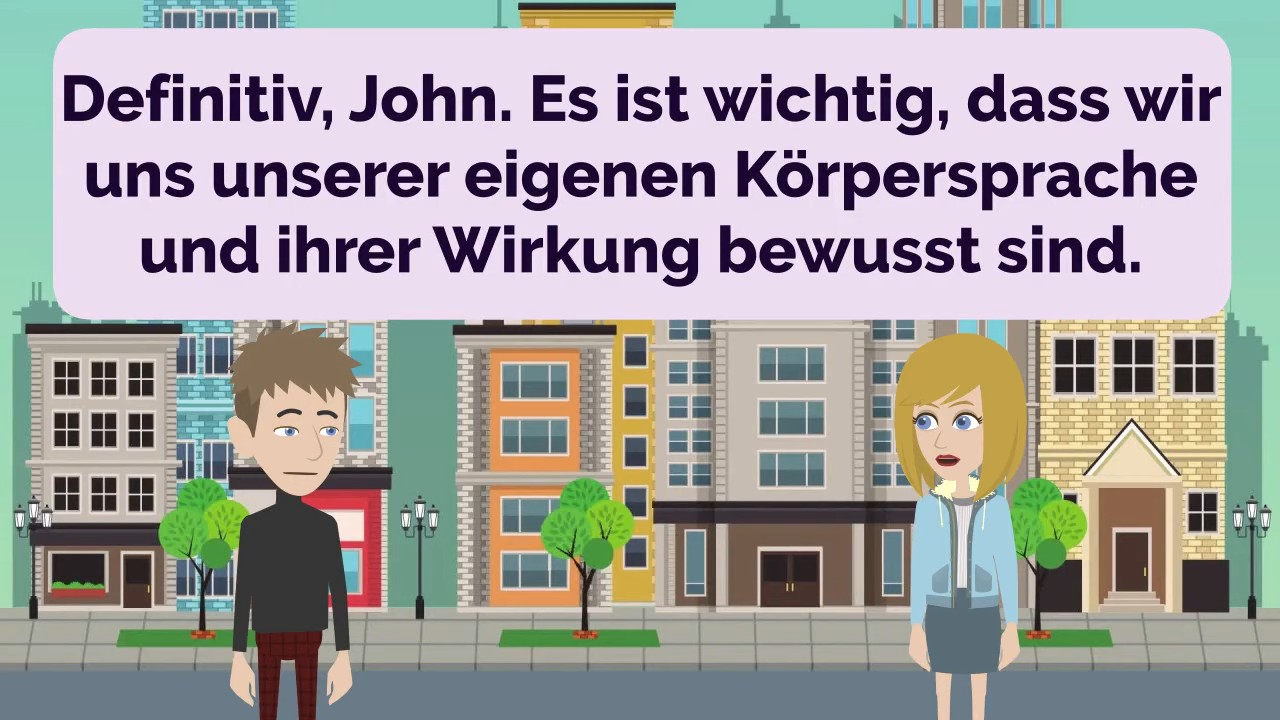 Definitiv, John. Es ist wichtig, dass wir
uns unserer eigenen Körpersprache
und ihrer Wirkung bewusst sind.